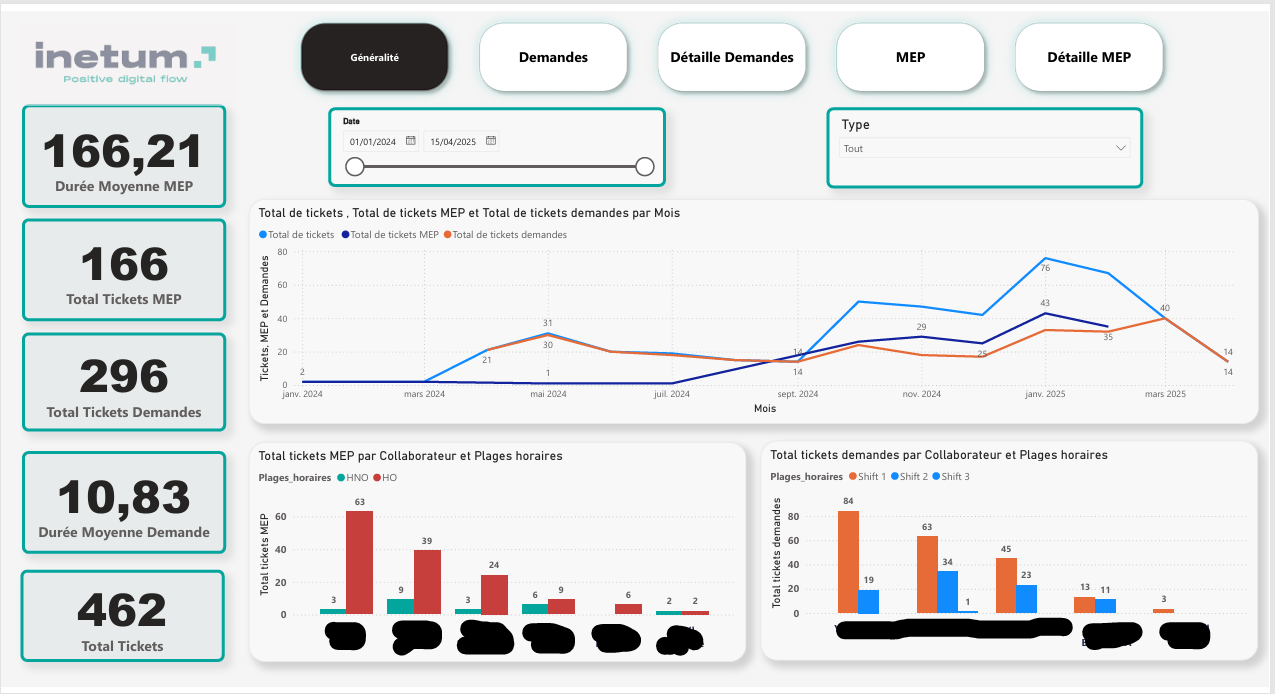 inetum
Positive digital flow
Généralité
Demandes
Détaille Demandes
MEP
Détaille MEP
166,21
Durée Moyenne MEP
166
Total Tickets MEP
296
Total Tickets Demandes
10,83
Durée Moyenne Demande
462
Total Tickets
Date
01/01/2024 15/04/2025
Type
Tout
Total de tickets , Total de tickets MEP et Total de tickets demandes par Mois
Total de tickets Total de tickets MEP Total de tickets demandes
Tickets, MEP et Demandes
80
60
40
20
0
2
21
31
30
1
14
14
29
25
76
43
35
40
14
14
janv. 2024 mars 2024 mai 2024 juil. 2024 sept. 2024 nov. 2024 janv. 2025 mars 2025
Mois
Total tickets MEP par Collaborateur et Plages horaires
Plages_horaires HNO HO
Total tickets MEP
60
40
20
0
3 63 9 39 3 24 6 9 6 2 2
Total tickets demandes par Collaborateur et Plages horaires
Plages_horaires Shift 1 Shift 2 Shift 3
Total tickets demandes
80
60
40
20
0
84 19 63 34 1 45 23 13 11 3